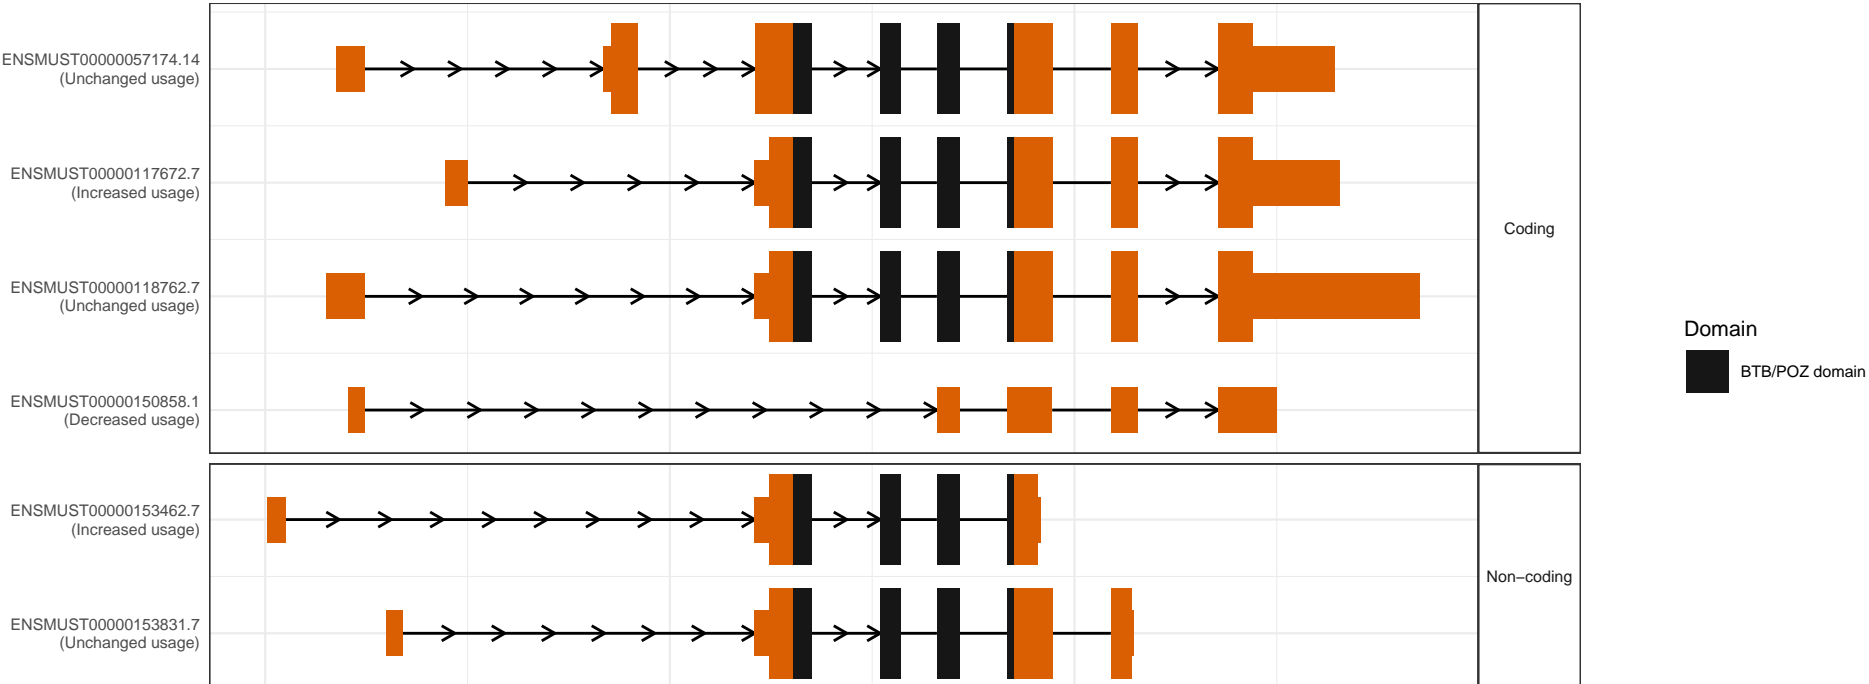 ENSMUST00000057174.14
(Unchanged usage)
ENSMUST00000117672.7
(Increased usage)
ENSMUST00000118762.7
(Unchanged usage)
ENSMUST00000150858.1
(Decreased usage)
Coding
ENSMUST00000153462.7
(Increased usage)
ENSMUST00000153831.7
(Unchanged usage)
Non−coding
Domain
BTB/POZ domain